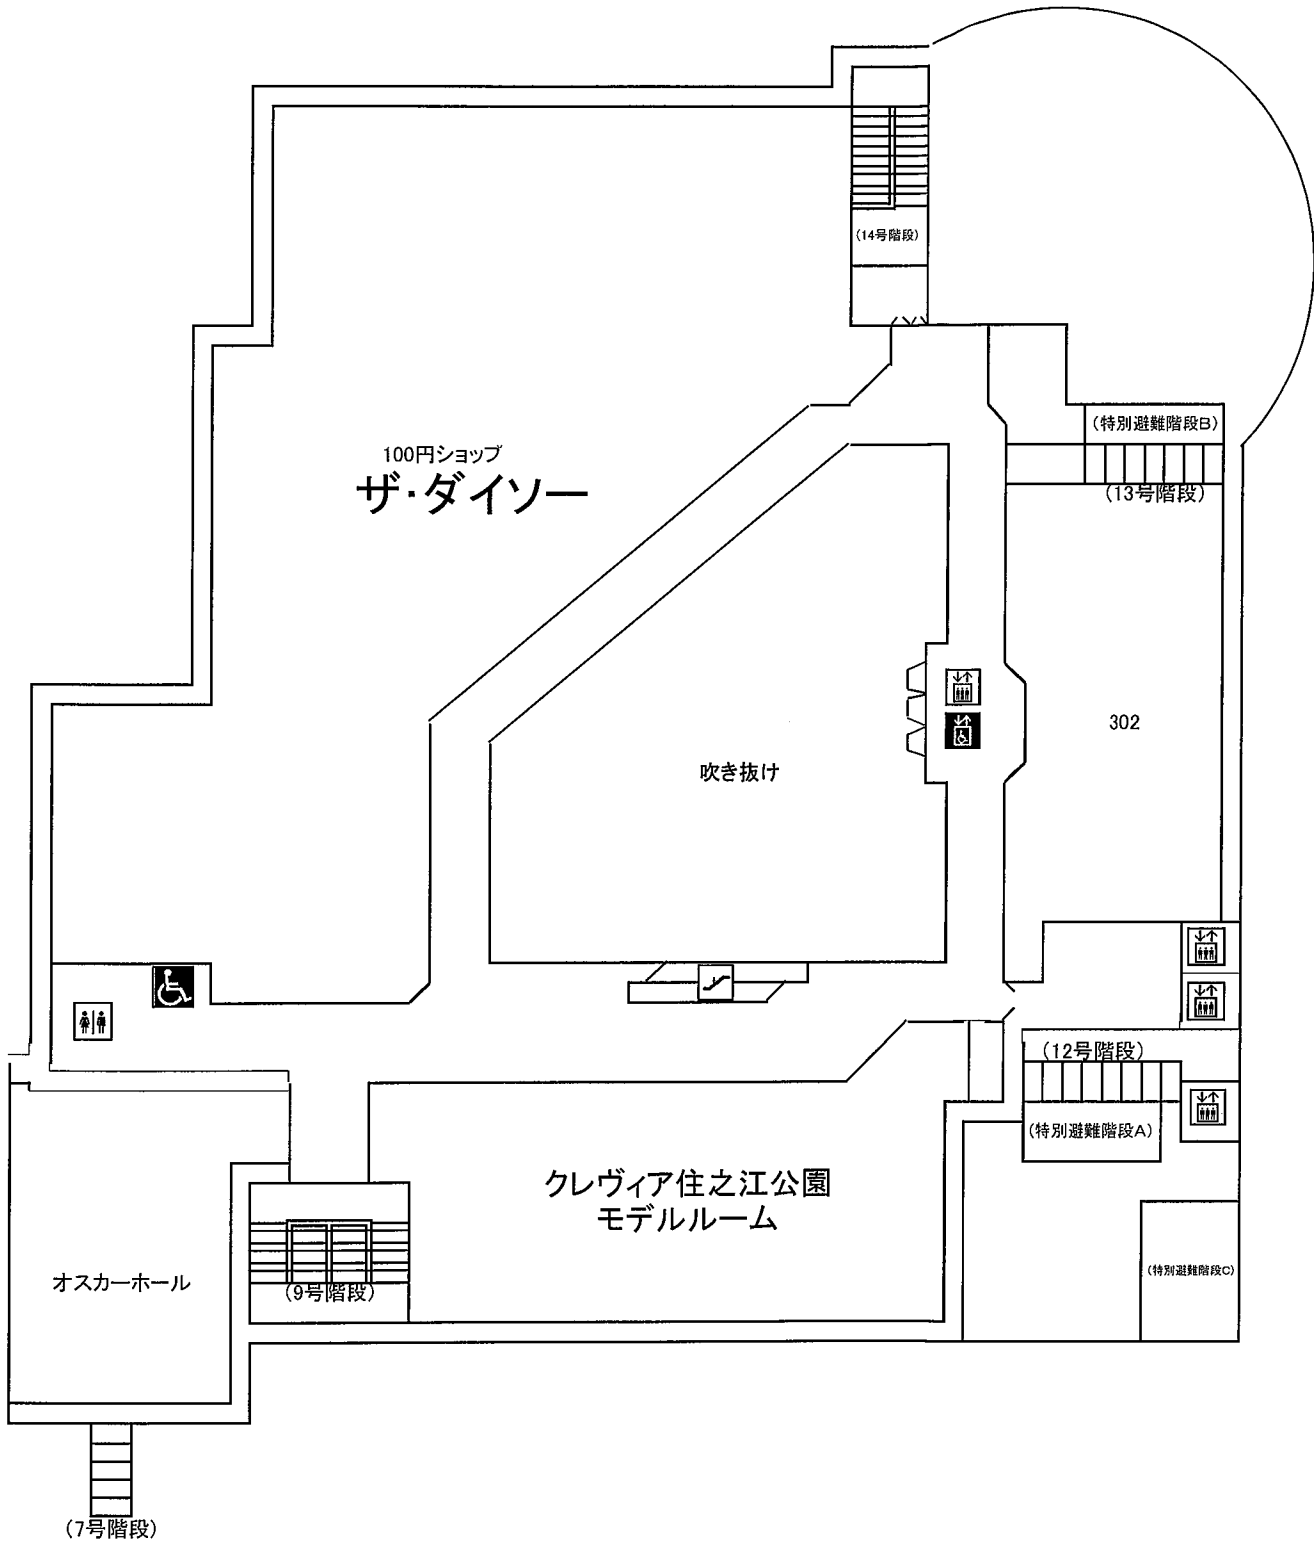 (14号階段)
(特別避難階段B)
100円ショップ
ザ・ダイソー
(13号階段)
302
吹き抜け
(12号階段)
(特別避難階段A)
クレヴィア住之江公園
モデルルーム
(特別避難階段C)
オスカーホール
(9号階段)
(7号階段)